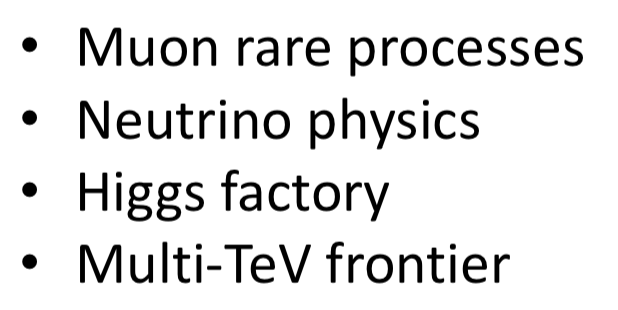 • Muon rare processes
• Neutrino physics
• Higgs factory
• Multi-TeV frontier